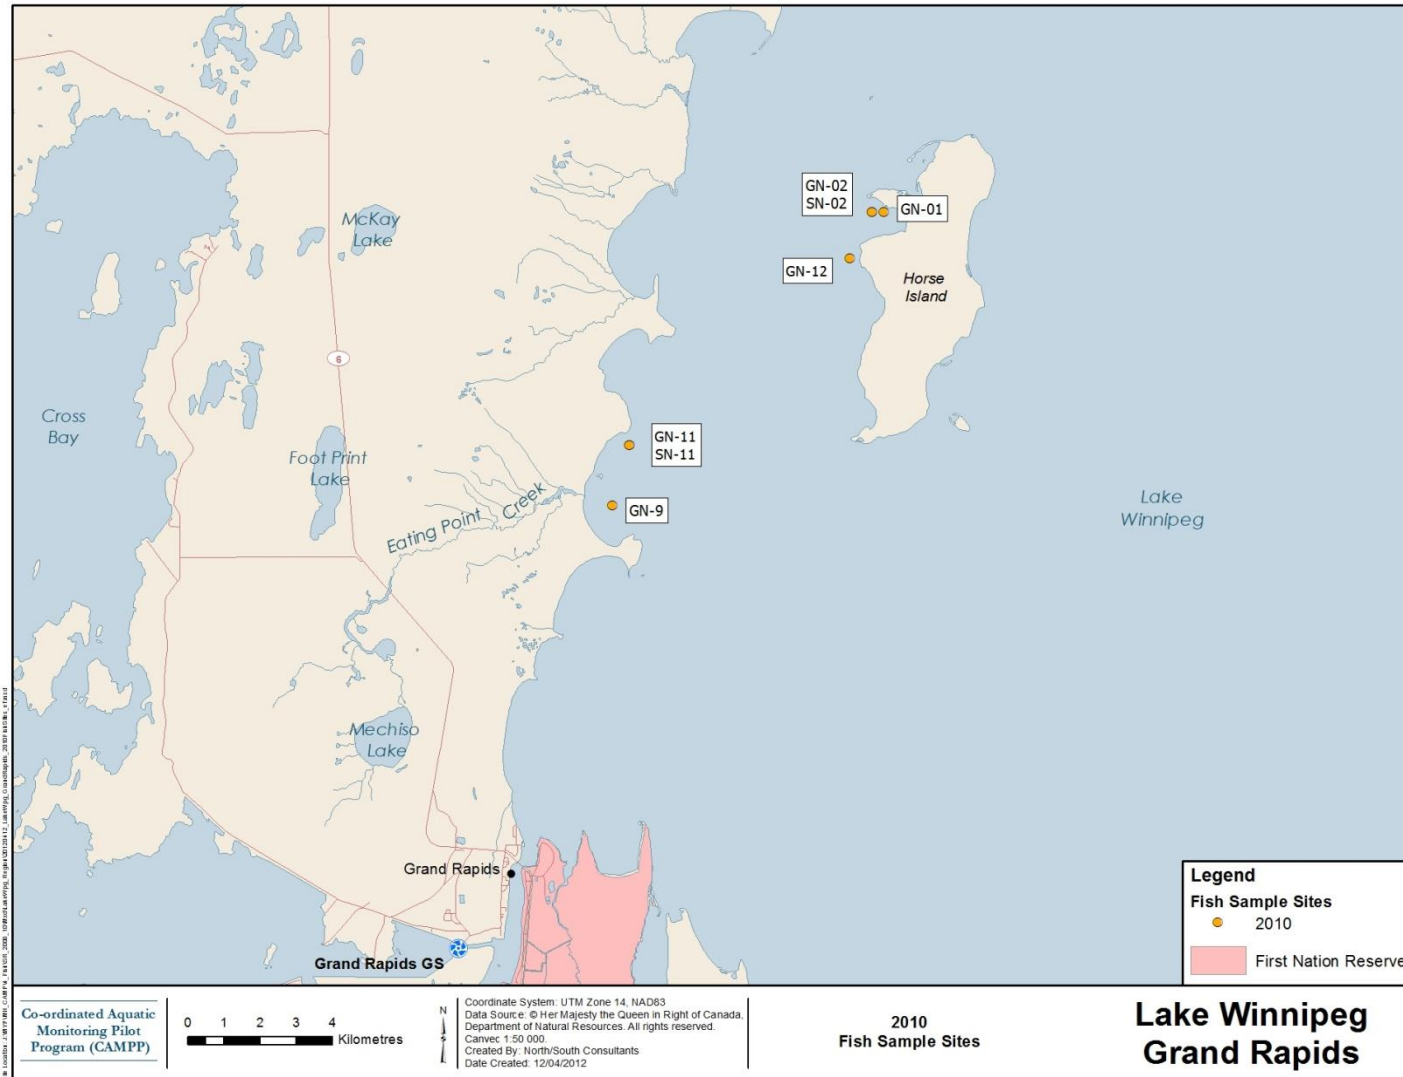 GN-02
SN-02
GN-01
McKay
Lake
GN-12
Horse
Island
6
Cross
Bay
GN-11
SN-11
Foot Print
Lake
Eating Point Creek
GN-9
Lake
Winnipeg
Mechiso
Lake
Grand Rapids
Grand Rapids GS
Legend
Fish Sample Sites
2010
First Nation Reserve
Co-ordinated Aquatic
Monitoring Pilot
Program (CAMPP)
0 1 2 3 4
Kilometres
N
Coordinate System: UTM Zone 14, NAD83
Data Source: © Her Majesty the Queen in Right of Canada,
Department of Natural Resources. All rights reserved.
Canvec 1:50 000.
Created By: North/South Consultants
Date Created: 12/04/2012
2010
Fish Sample Sites
Lake Winnipeg
Grand Rapids